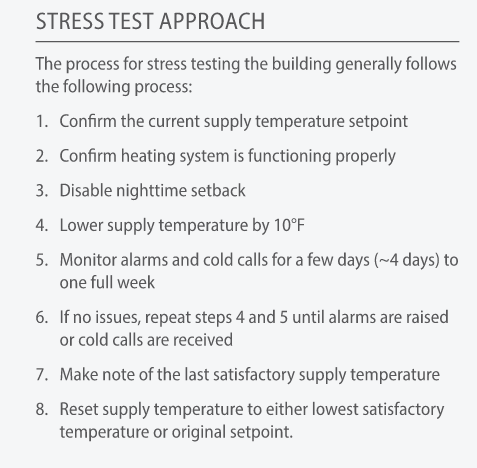 STRESS TEST APPROACH
The process for stress testing the building generally follows
the following process:
1. Confirm the current supply temperature setpoint
2. Confirm heating system is functioning properly
3. Disable nighttime setback
4. Lower supply temperature by 10°F
5. Monitor alarms and cold calls for a few days (~4 days) to
one full week
6. If no issues, repeat steps 4 and 5 until alarms are raised
or cold calls are received
7. Make note of the last satisfactory supply temperature
8. Reset supply temperature to either lowest satisfactory
temperature or original setpoint.